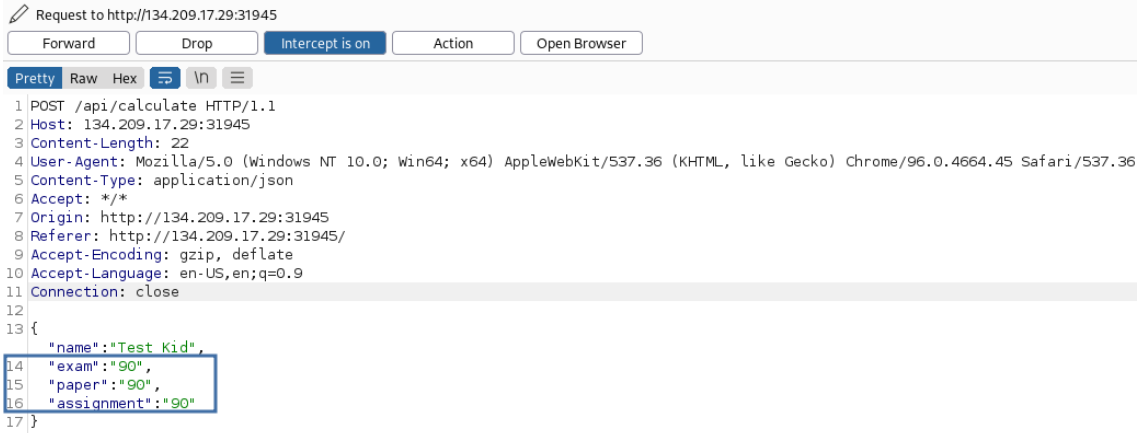 Request to http://134.209.17.29:31945
Forward Drop Intercept is on Action Open Browser
Pretty Raw Hex \n
1 POST /api/calculate HTTP/1.1
2 Host: 134.209.17.29:31945
3 Content-Length: 22
4 User-Agent: Mozilla/5.0 (Windows NT 10.0; Win64; x64) AppleWebKit/537.36 (KHTML, like Gecko) Chrome/96.0.4664.45 Safari/537.36
5 Content-Type: application/json
6 Accept: */*
7 Origin: http://134.209.17.29:31945
8 Referer: http://134.209.17.29:31945/
9 Accept-Encoding: gzip, deflate
10 Accept-Language: en-US,en;q=0.9
11 Connection: close
12
13 {
"name":"Test Kid",
14 "exam":"90",
15 "paper":"90",
16 "assignment":"90"
17 }